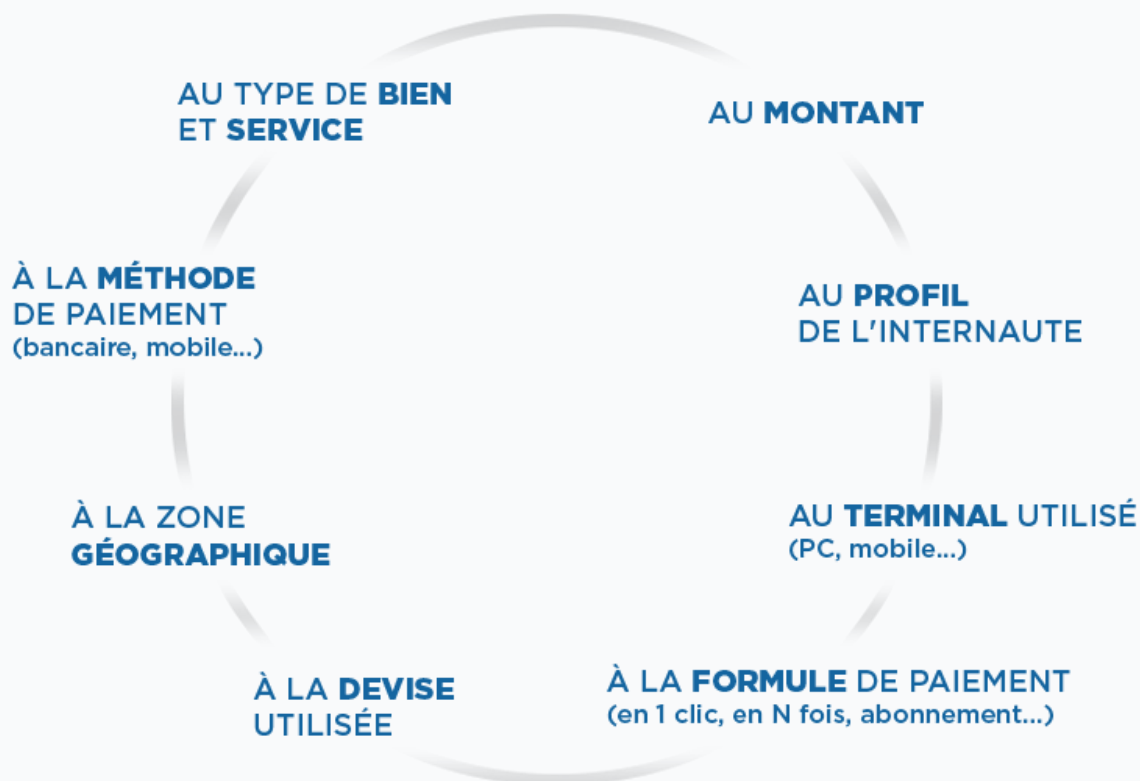 AU TYPE DE BIEN
ET SERVICE
AU MONTANT
À LA MÉTHODE
DE PAIEMENT
(bancaire, mobile...)
AU PROFIL
DE L'INTERNAUTE
À LA ZONE
GÉOGRAPHIQUE
AU TERMINAL UTILISÉ
(PC, mobile...)
À LA DEVISE
UTILISÉE
À LA FORMULE DE PAIEMENT
(en 1 clic, en N fois, abonnement...)